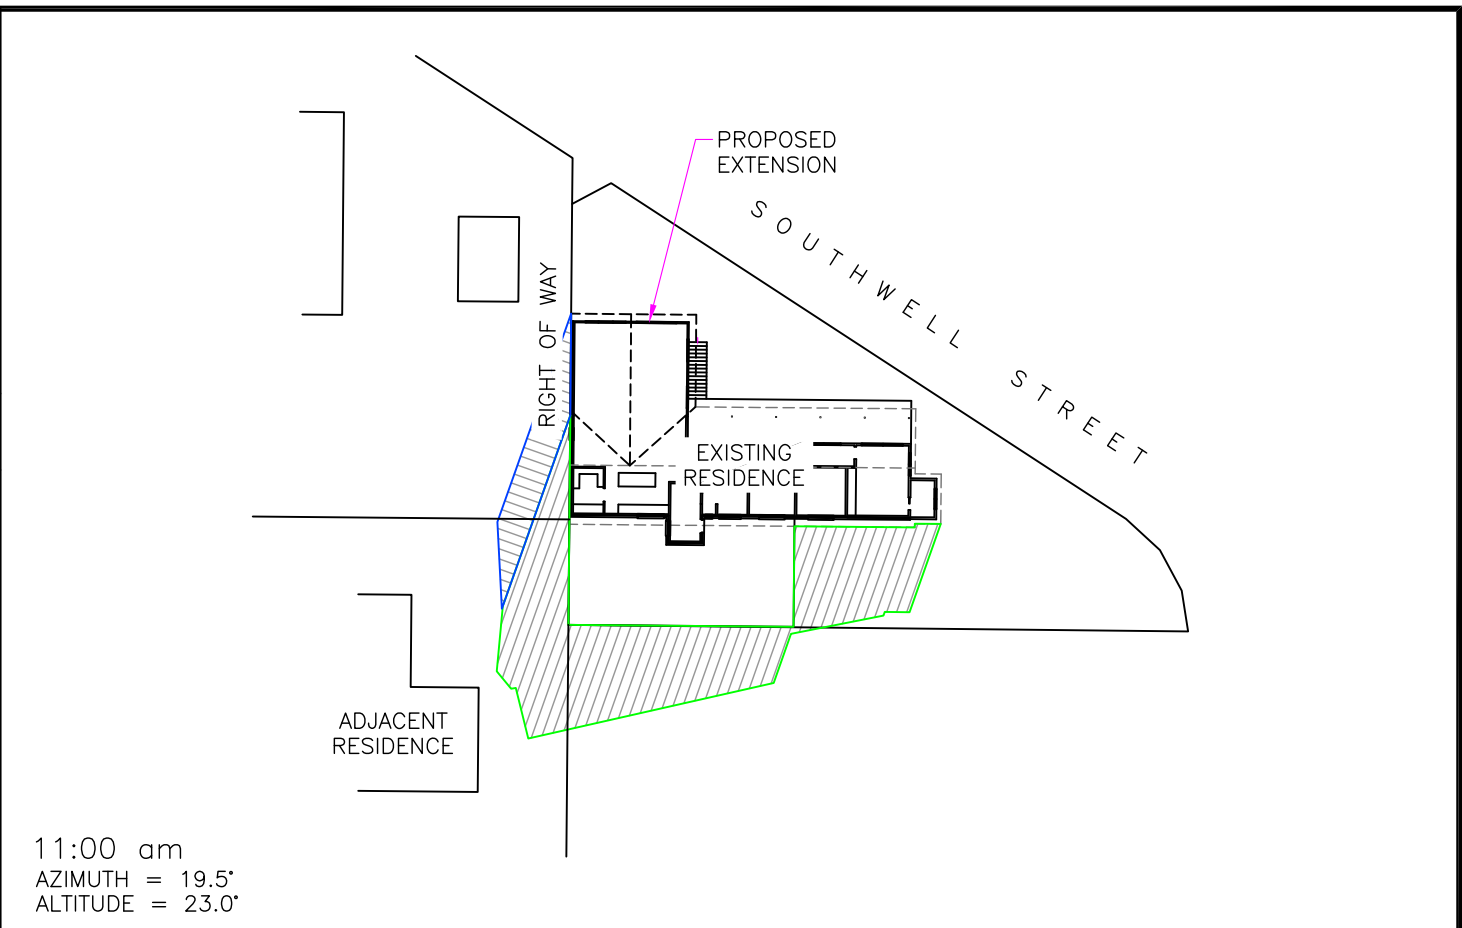 PROPOSED
EXTENSION
SOUTHWELL STREET
RIGHT OF WAY
EXISTING
RESIDENCE
ADJACENT
RESIDENCE
11:00 am
AZIMUTH = 19.5°
ALTITUDE = 23.0°